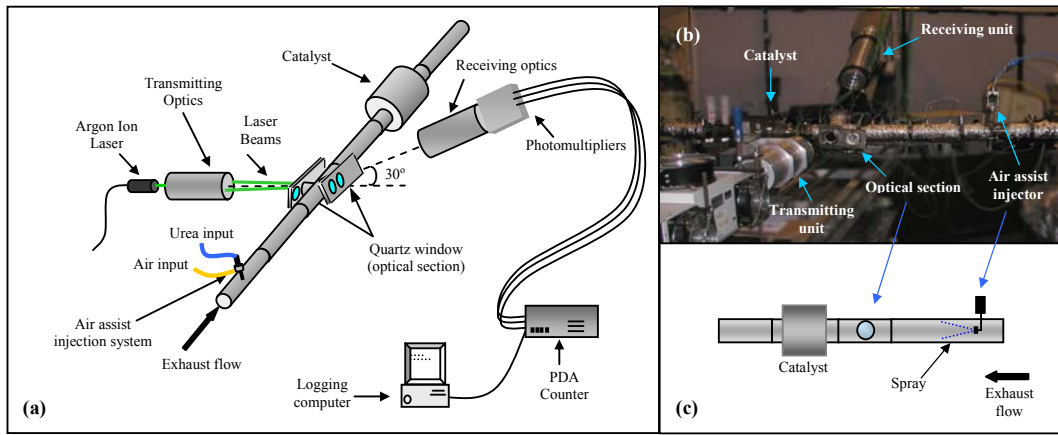 (a)
Catalyst
Receiving optics
Transmitting
Optics
Laser
Beams
Argon Ion
Laser
Photomultipliers
30°
Urea input
Air input
Quartz window
(optical section)
Air assist
injection system
Exhaust flow
Logging
computer
PDA
Counter
(b)
Receiving unit
Catalyst
Optical section
Air assist
injector
Transmitting
unit
Catalyst
Spray
Exhaust
flow
(c)